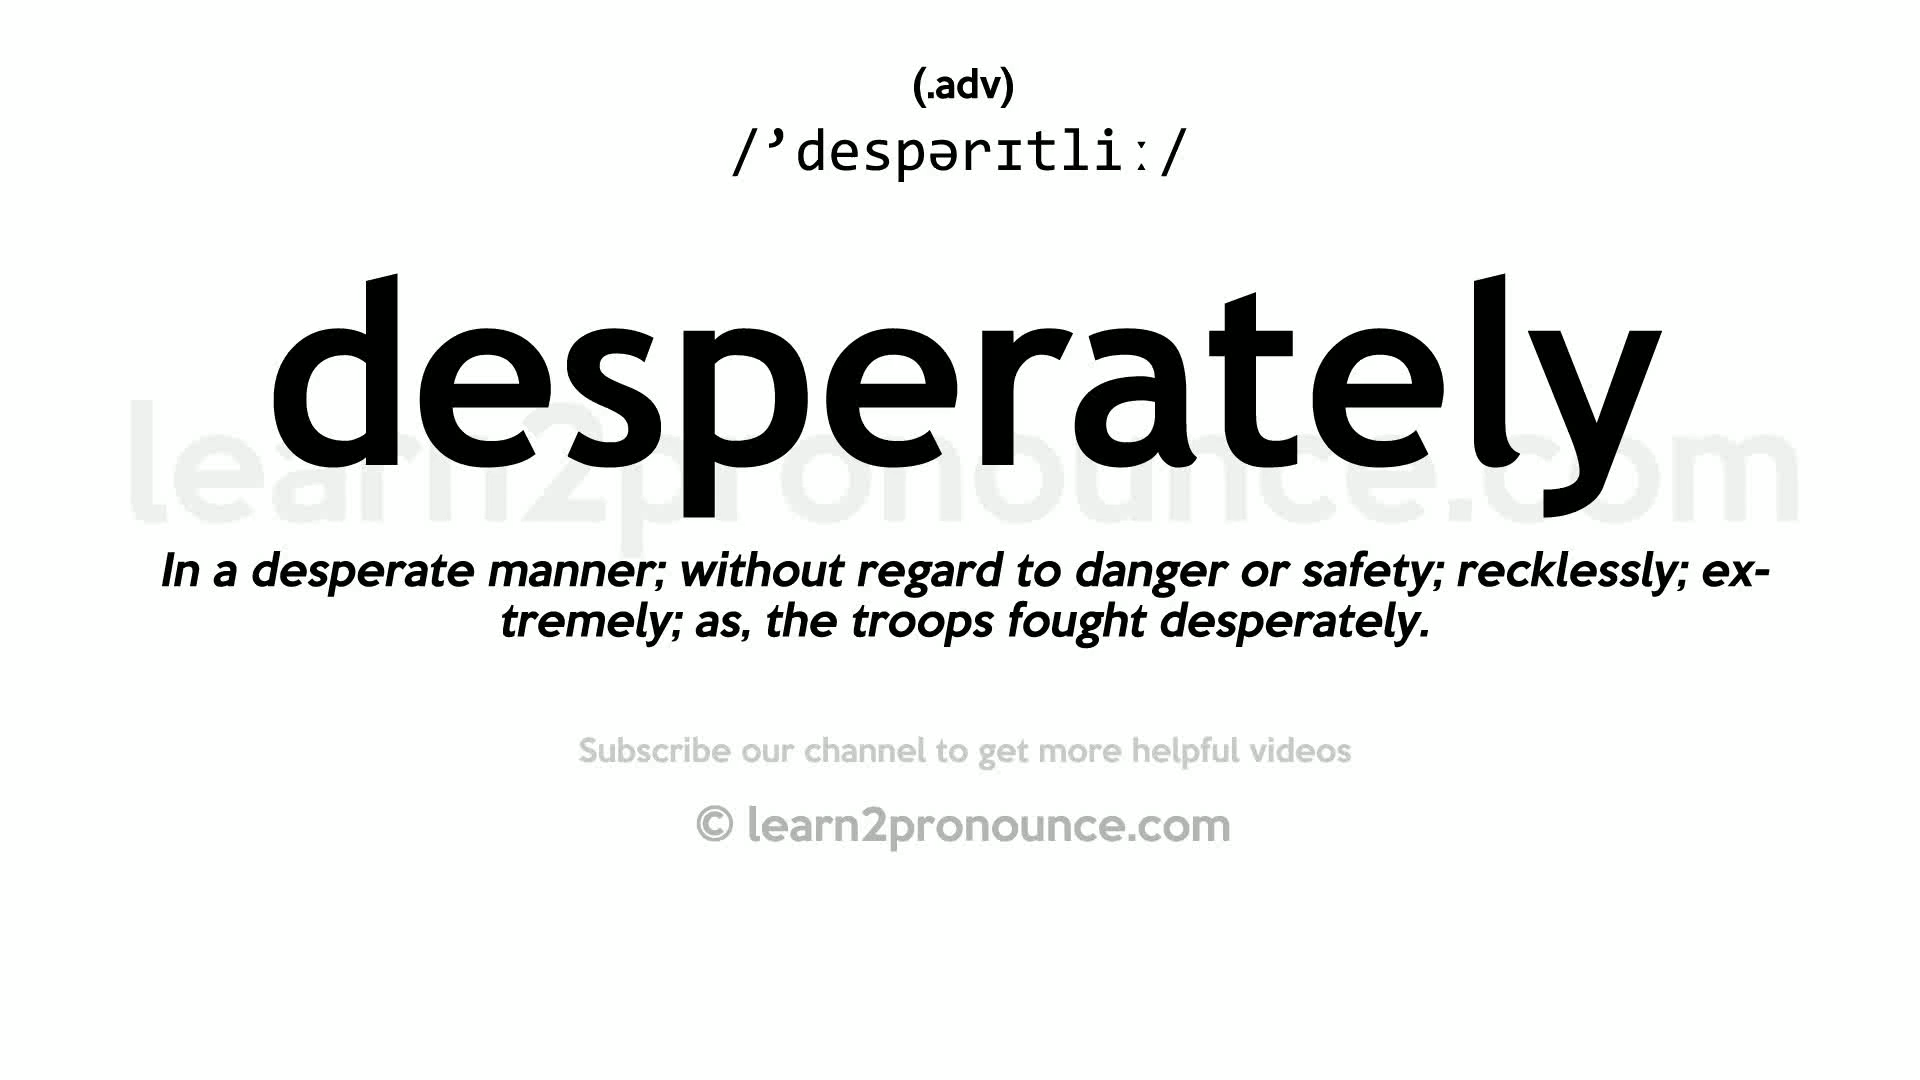 (.adv)
/’despərɪtliː/
desperately
learn2pronounce.com
In a desperate manner; without regard to danger or safety; recklessly; ex-
tremely; as, the troops fought desperately.
Subscribe our channel to get more helpful videos
© learn2pronounce.com